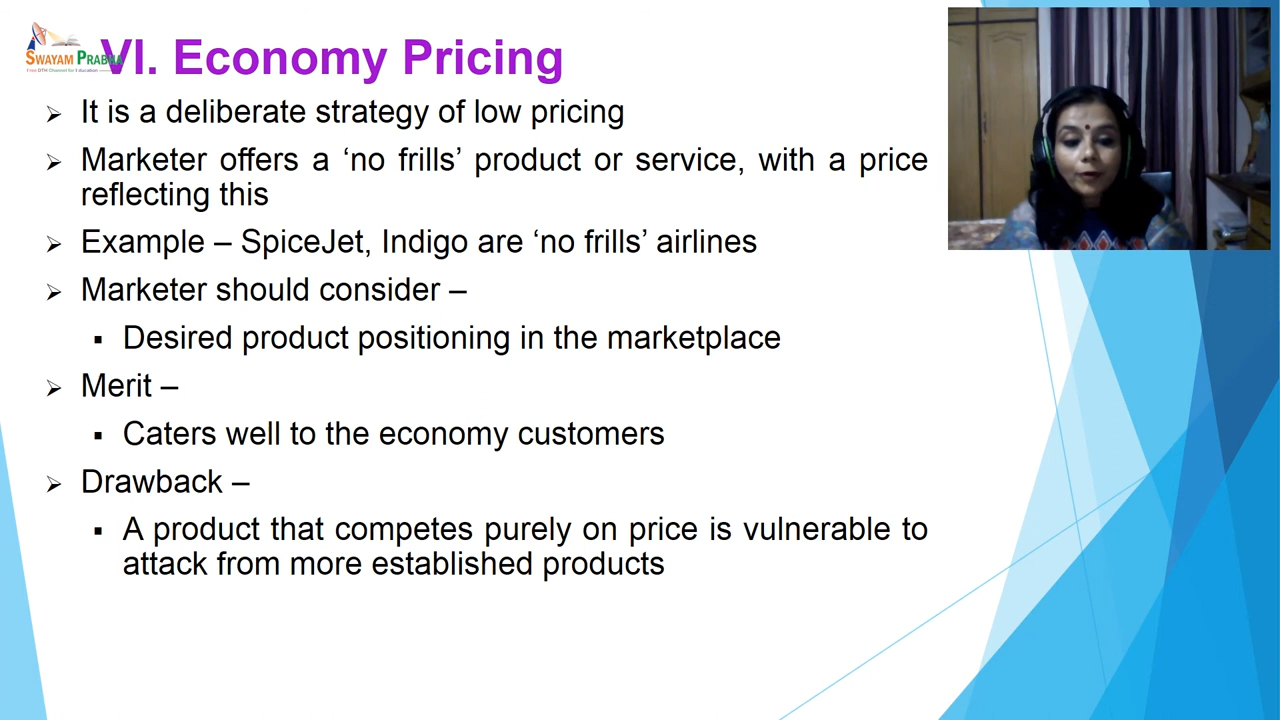 SWAYAM PRABHA
VI. Economy Pricing
➢ It is a deliberate strategy of low pricing
➢ Marketer offers a ‘no frills’ product or service, with a price
reflecting this
➢ Example – SpiceJet, Indigo are ‘no frills’ airlines
➢ Marketer should consider –
▪ Desired product positioning in the marketplace
➢ Merit –
▪ Caters well to the economy customers
➢ Drawback –
▪ A product that competes purely on price is vulnerable to
attack from more established products